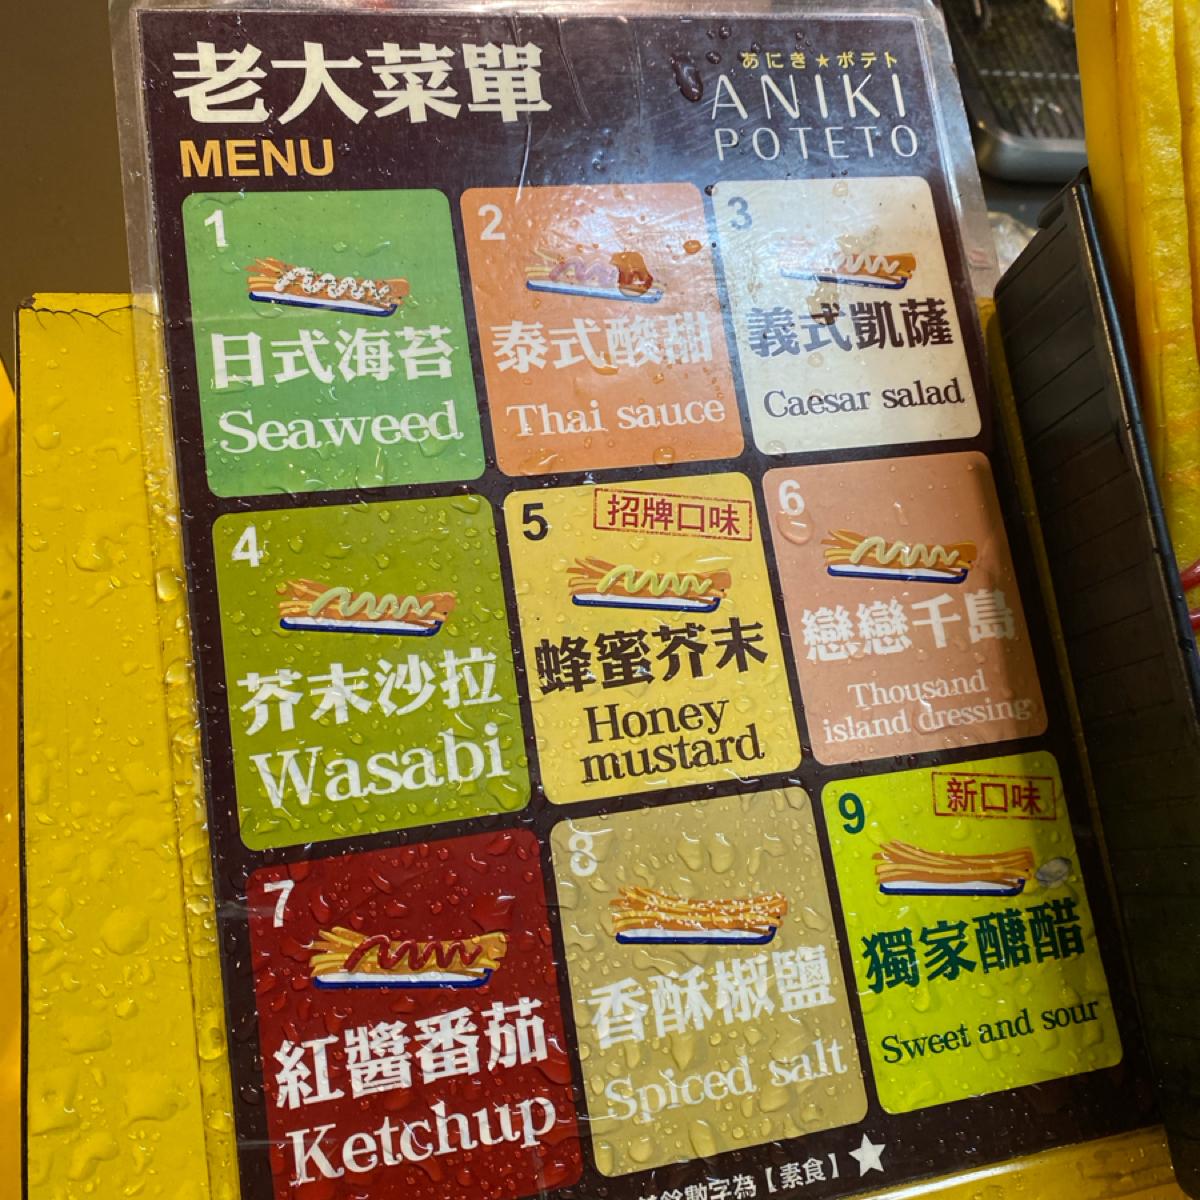 老大菜單
MENU
あにき★ポテト
ANIKI
POTETO
1
日式海苔
Seaweed
2
泰式酸甜
Thai sauce
3
義式凱薩
Caesar salad
4
芥末沙拉
Wasabi
5
招牌口味
蜂蜜芥末
Honey
mustard
6
戀戀千島
Thousand
island dressing
7
紅醬番茄
Ketchup
8
香酥椒鹽
Spiced salt
9
新口味
獨家醣醋
Sweet and sour
數字為【素食】★